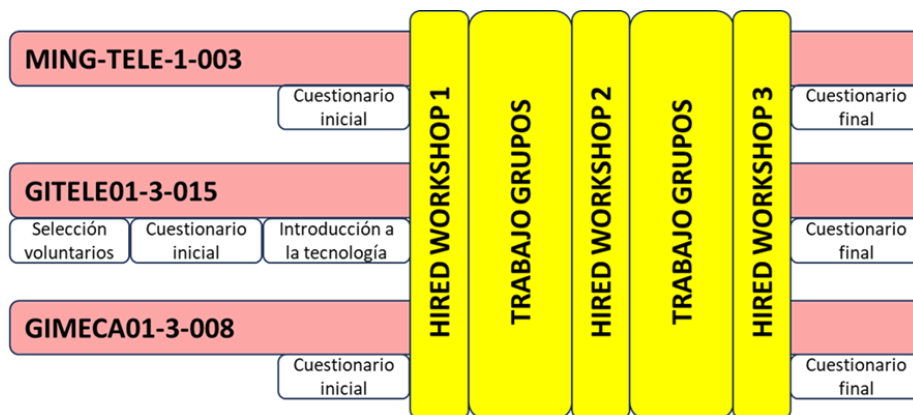 MING-TELE-1-003
Cuestionario
inicial
GITELE01-3-015
Selección
voluntarios
Cuestionario
inicial
Introducción a
la tecnología
GIMECA01-3-008
Cuestionario
inicial
HIRED WORKSHOP 1
TRABAJO GRUPOS
HIRED WORKSHOP 2
TRABAJO GRUPOS
HIRED WORKSHOP 3
Cuestionario
final
Cuestionario
final
Cuestionario
final